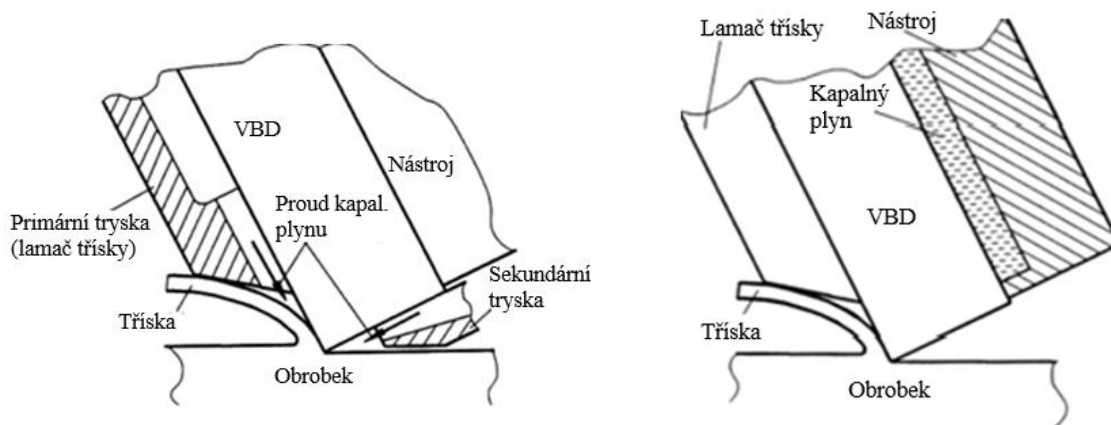 VBD
Nástroj
Proud kapal.
plynu
Primární tryska
(lamač třísky)
Sekundární
tryska
Tříska
Obrobek
Lamač třísky
Nástroj
Kapalný
plyn
VBD
Tříska
Obrobek